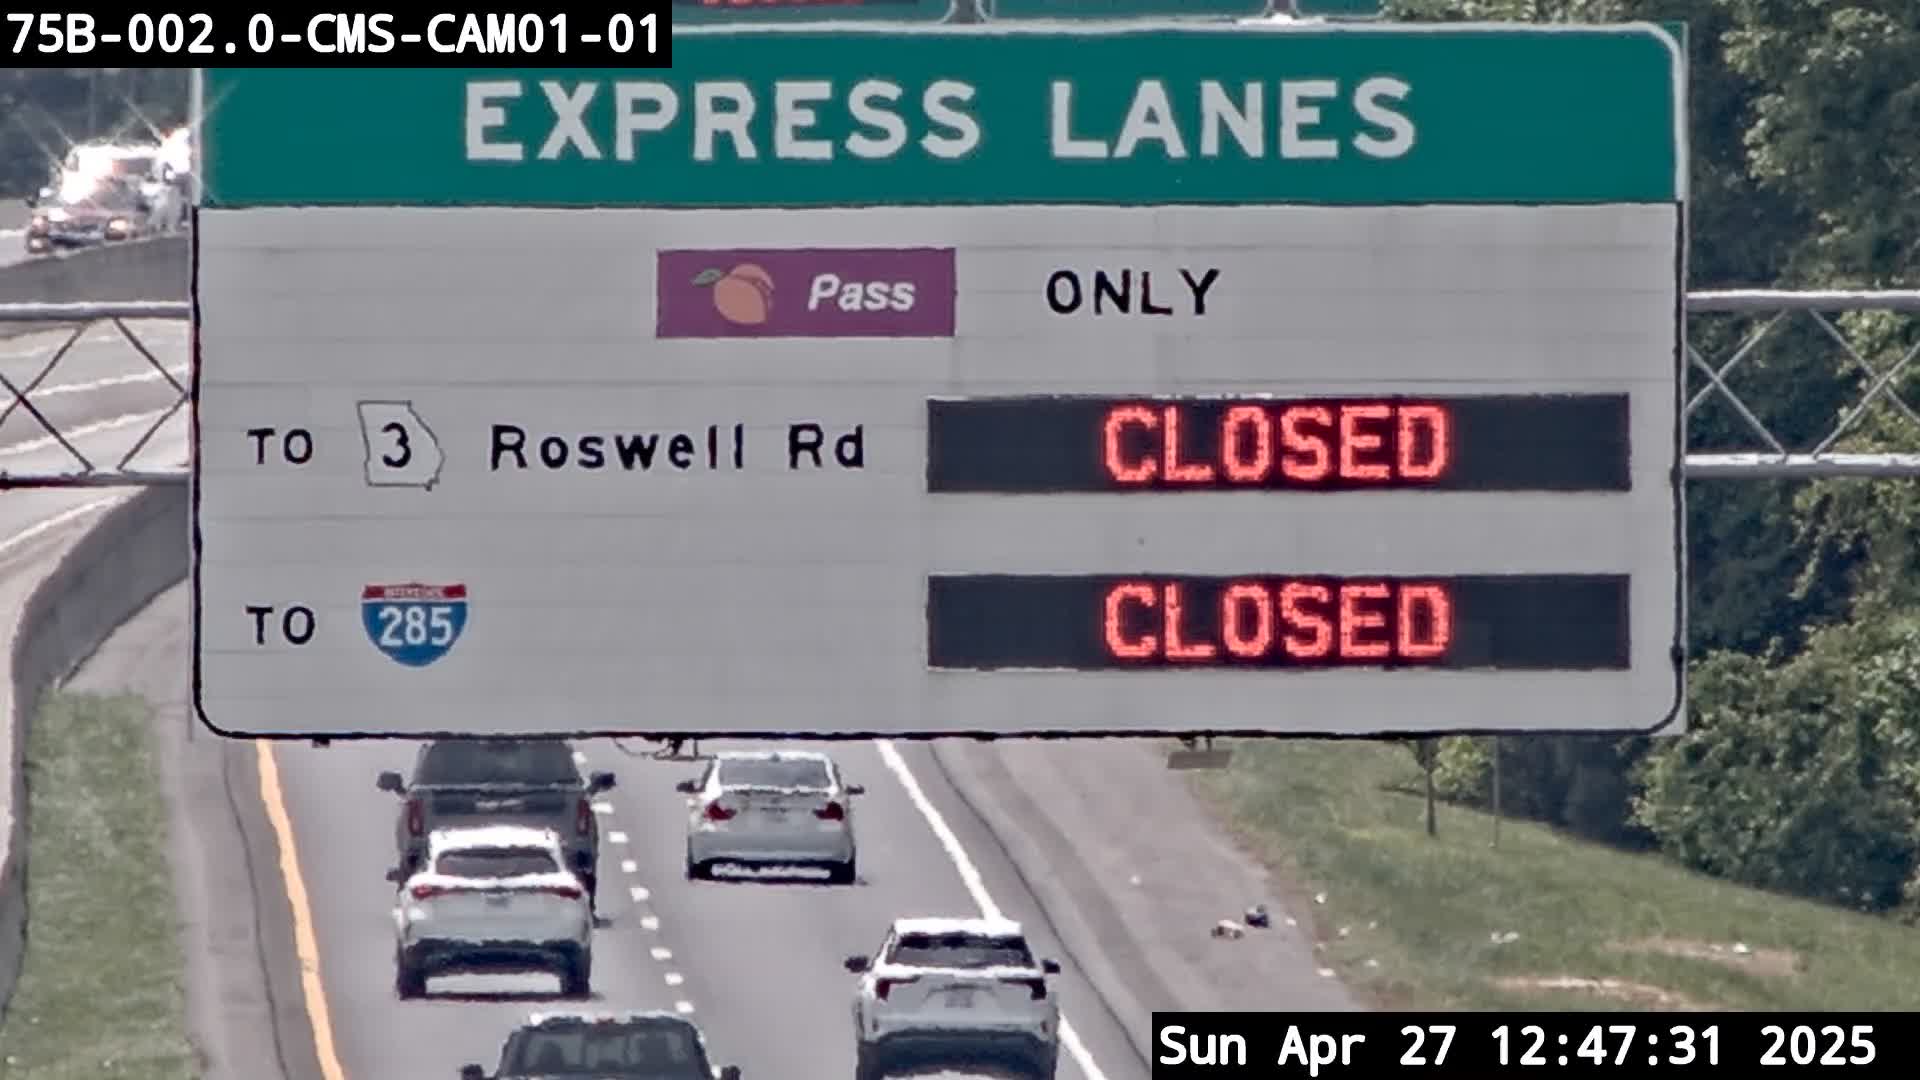 75B-002.0-CMS-CAM01-01
EXPRESS LANES
Pass ONLY
TO 3 Roswell Rd CLOSED
INTERSTATE
TO 285 CLOSED
Sun Apr 27 12:47:31 2025